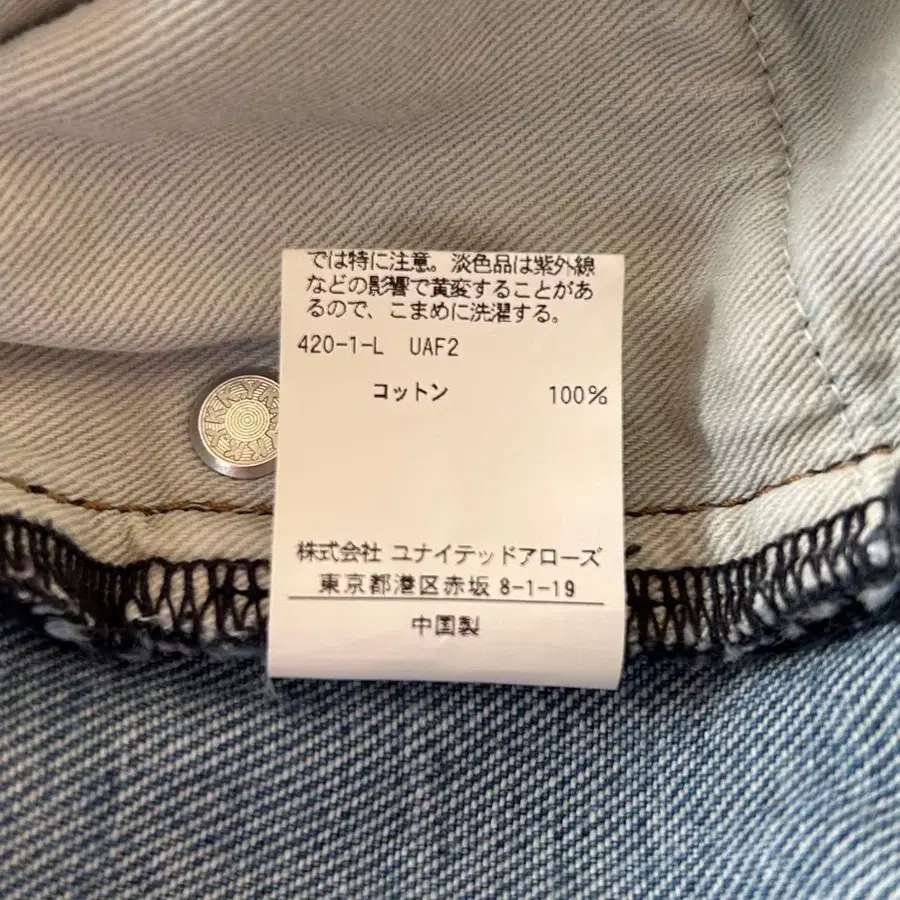 では特に注意。淡色品は紫外線
などの影響で黄変することがあ
るので、こまめに洗濯する。
420-1-L UAF2
コットン 100%
株式会社 ユナイテッドアローズ
東京都港区赤坂 8-1-19
中国製